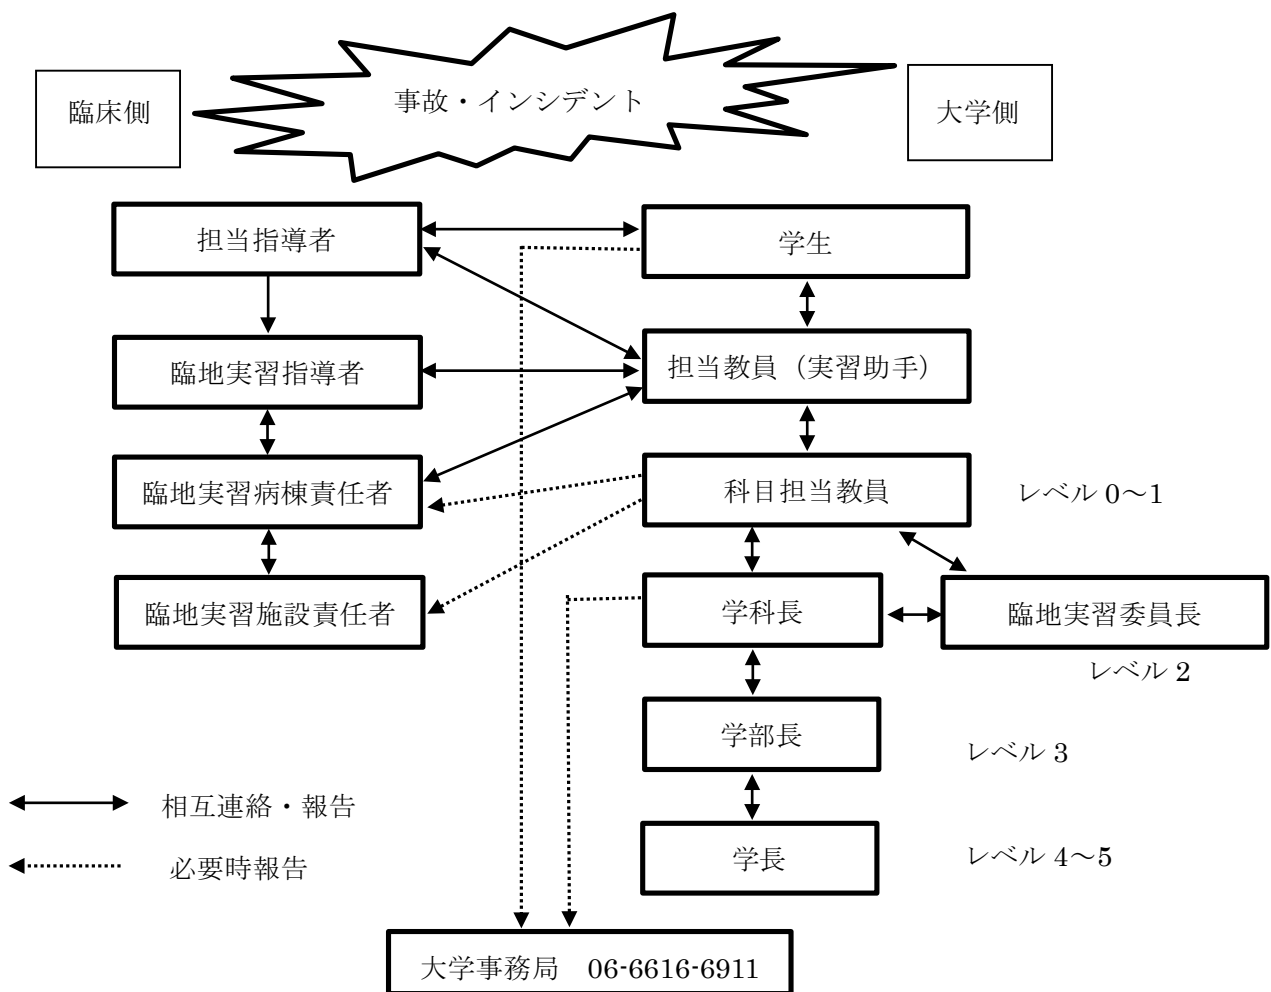 事故・インシデント
臨床側
大学側
担当指導者
学生
臨地実習指導者
担当教員（実習助手）
臨地実習病棟責任者
科目担当教員
レベル 0～1
臨地実習施設責任者
学科長
臨地実習委員長
レベル 2
学部長
レベル 3
相互連絡・報告
学長
レベル 4～5
必要時報告
大学事務局　06-6616-6911